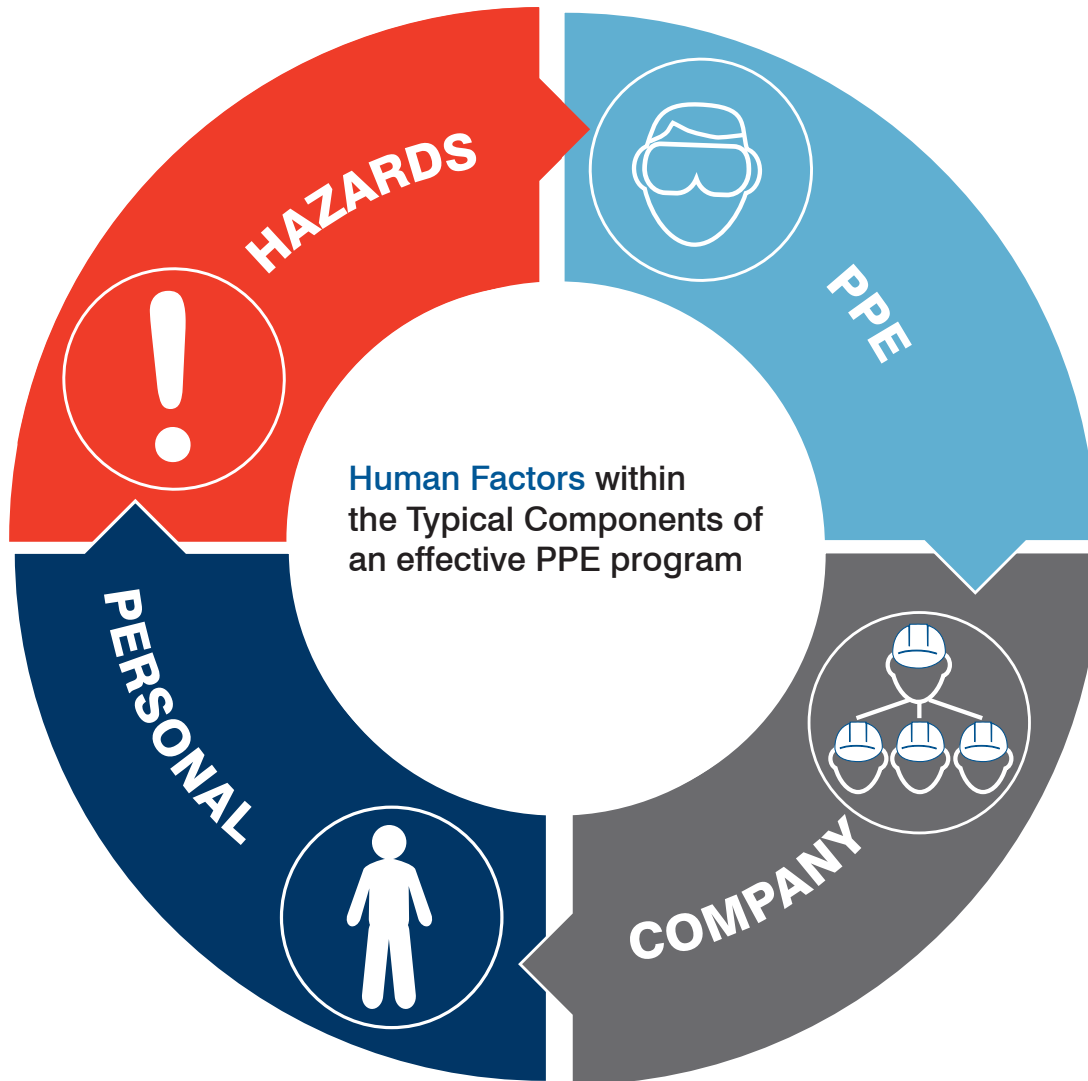 HAZARDS
PPE
Human Factors within
the Typical Components of
an effective PPE program
PERSONAL
COMPANY